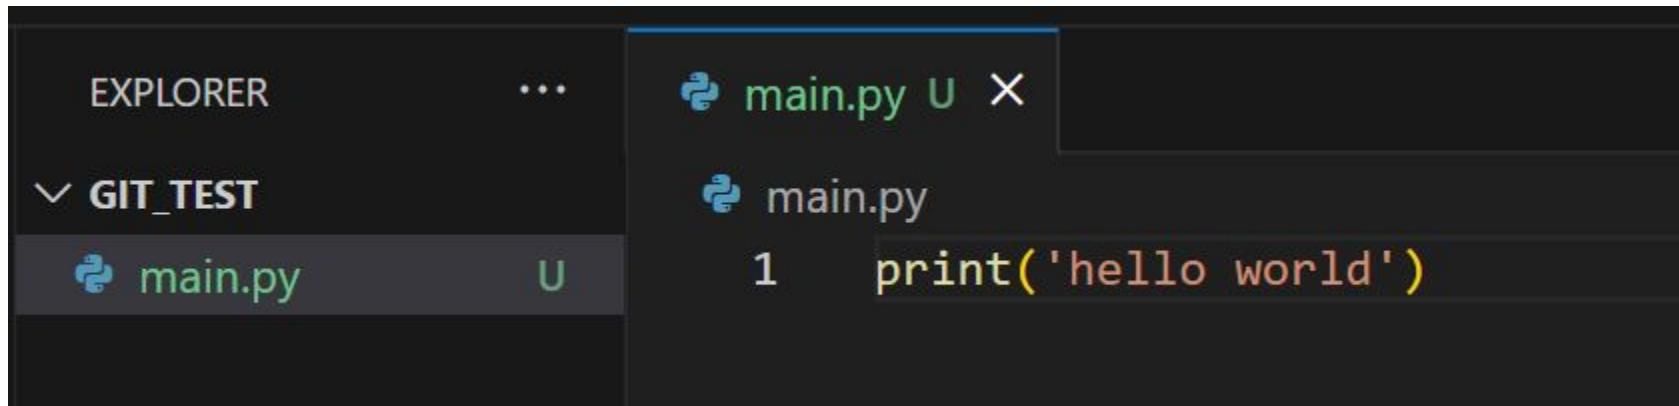 EXPLORER ...
GIT_TEST
main.py U
main.py U
main.py
1 print('hello world')